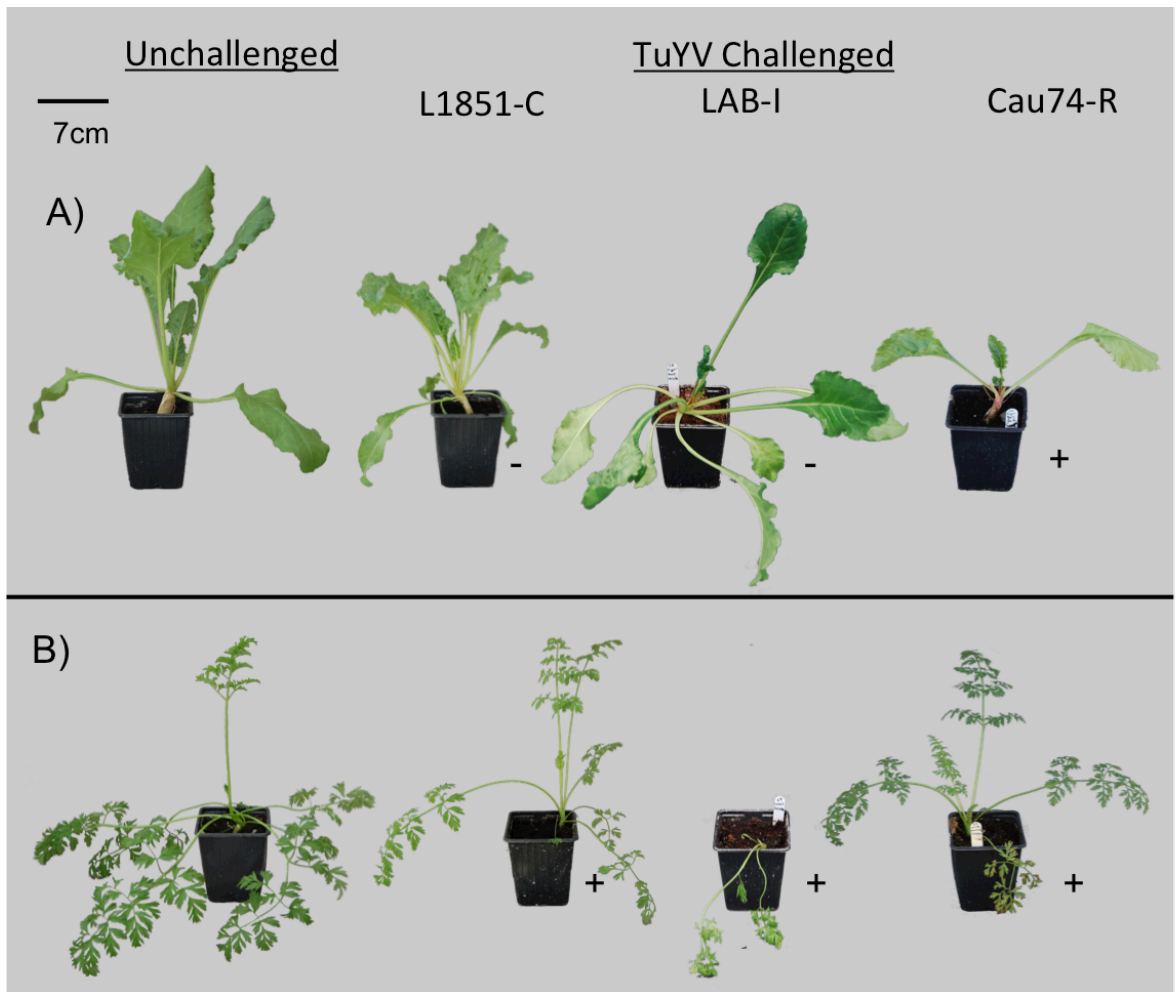 Unchallenged
TuYV Challenged
7cm
L1851-C
LAB-I
Cau74-R
A)
-
-
+
B)
+
+
+